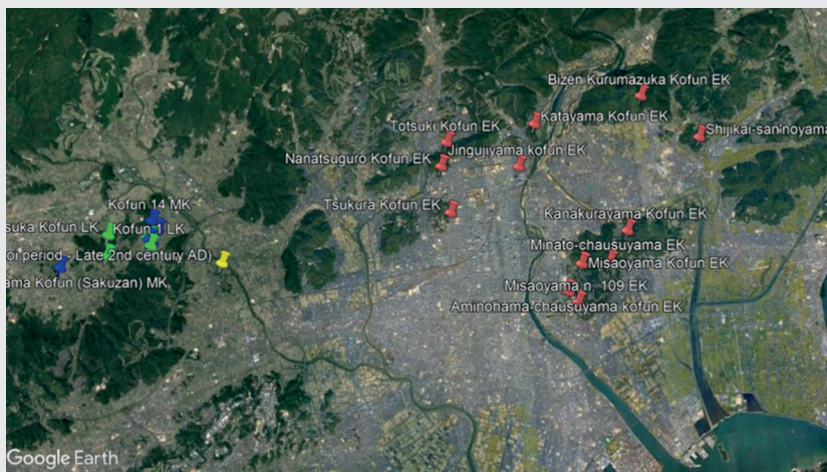 Bizen Kurumazuka Kofun EK
Katayama Kofun EK
Totsuki Kofun EK
Shijikai-saninoyama
Jingujiyama kofun EK
Nanatsuguro Kofun EK
Kofun 14 MK
Tsukura Kofun EK
Kanakurayama Kofun EK
suka Kofun LK
Kofun 1 LK
Minato-chausuyama EK
oi period - Late 2nd century AD)
Misaoyama Kofun EK
ama Kofun (Sakuzan) MK
Misaoyama n. 109 EK
Aminohama-chausuyama kofun EK
Google Earth